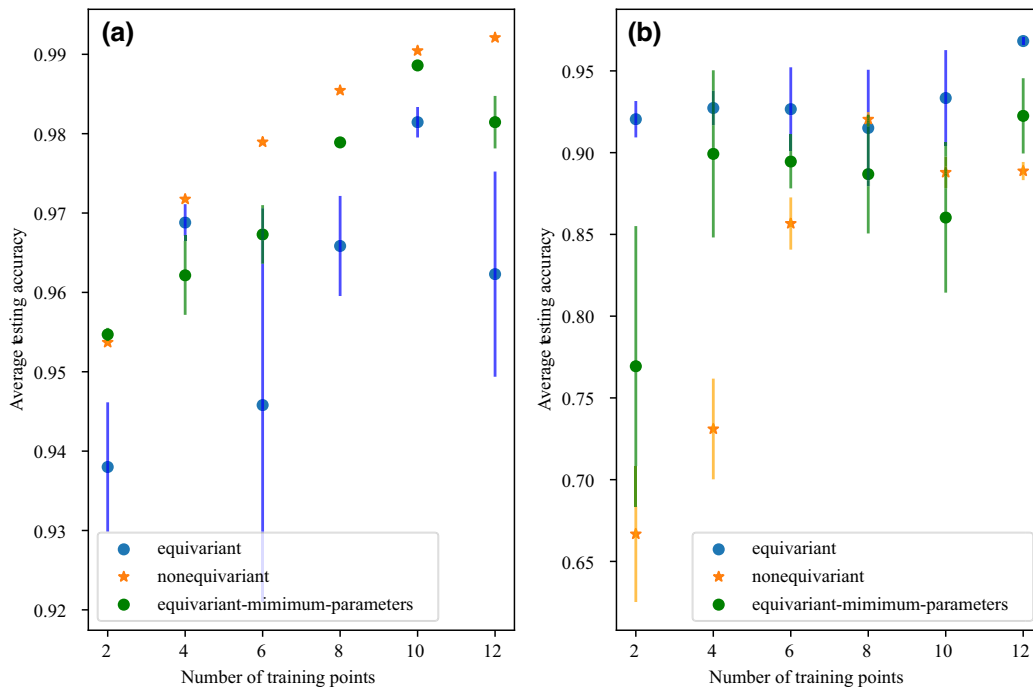 (a)
0.99
0.98
0.97
0.96
0.95
0.94
0.93
0.92
Average testing accuracy
equivariant
nonequivariant
equivariant-mimimum-parameters
2 4 6 8 10 12
Number of training points
(b)
0.95
0.90
0.85
0.80
0.75
0.70
0.65
Average testing accuracy
equivariant
nonequivariant
equivariant-mimimum-parameters
2 4 6 8 10 12
Number of training points